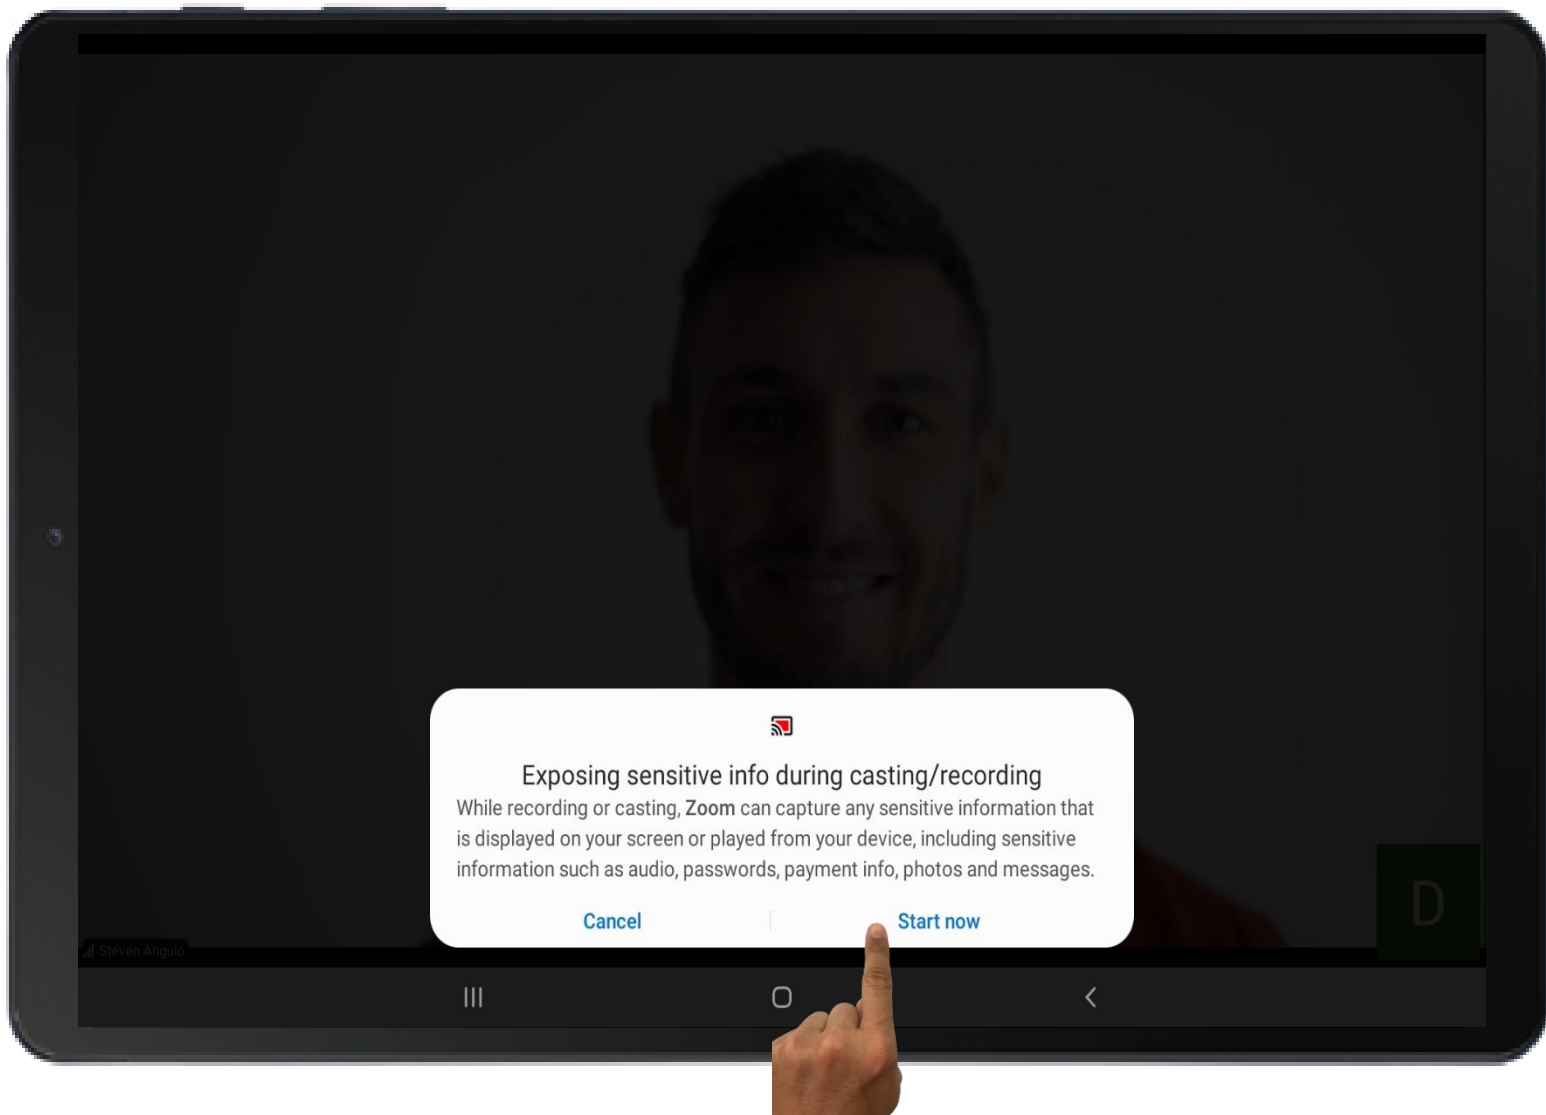 Exposing sensitive info during casting/recording
While recording or casting, Zoom can capture any sensitive information that
is displayed on your screen or played from your device, including sensitive
information such as audio, passwords, payment info, photos and messages.
Cancel
Start now
D
Steven Angulo